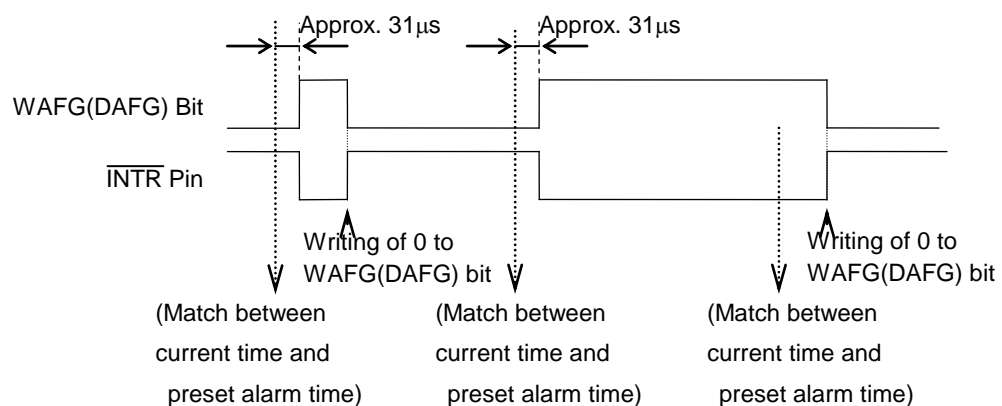 Approx. 31μs
Approx. 31μs
WAFG(DAFG) Bit
INTR Pin
Writing of 0 to
WAFG(DAFG) bit
Writing of 0 to
WAFG(DAFG) bit
(Match between
current time and
preset alarm time)
(Match between
current time and
preset alarm time)
(Match between
current time and
preset alarm time)